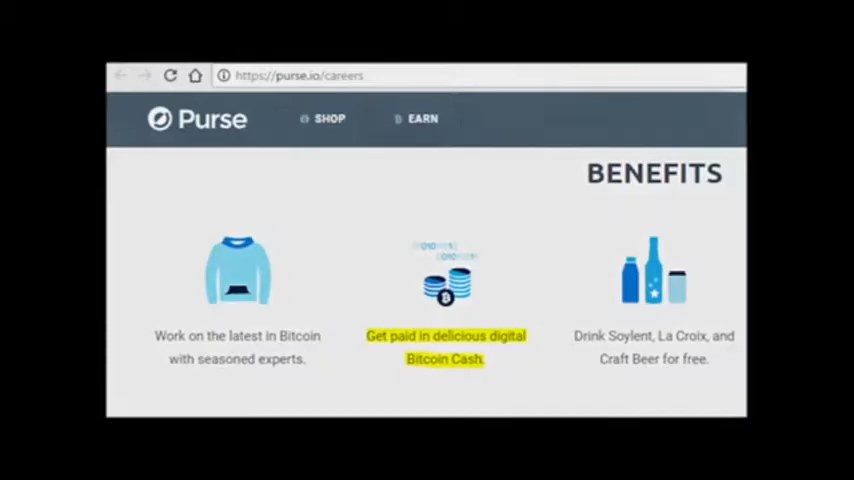 https://purse.io/careers
Purse
SHOP
EARN
BENEFITS
Work on the latest in Bitcoin
with seasoned experts.
Get paid in delicious digital
Bitcoin Cash.
Drink Soylent, La Croix, and
Craft Beer for free.